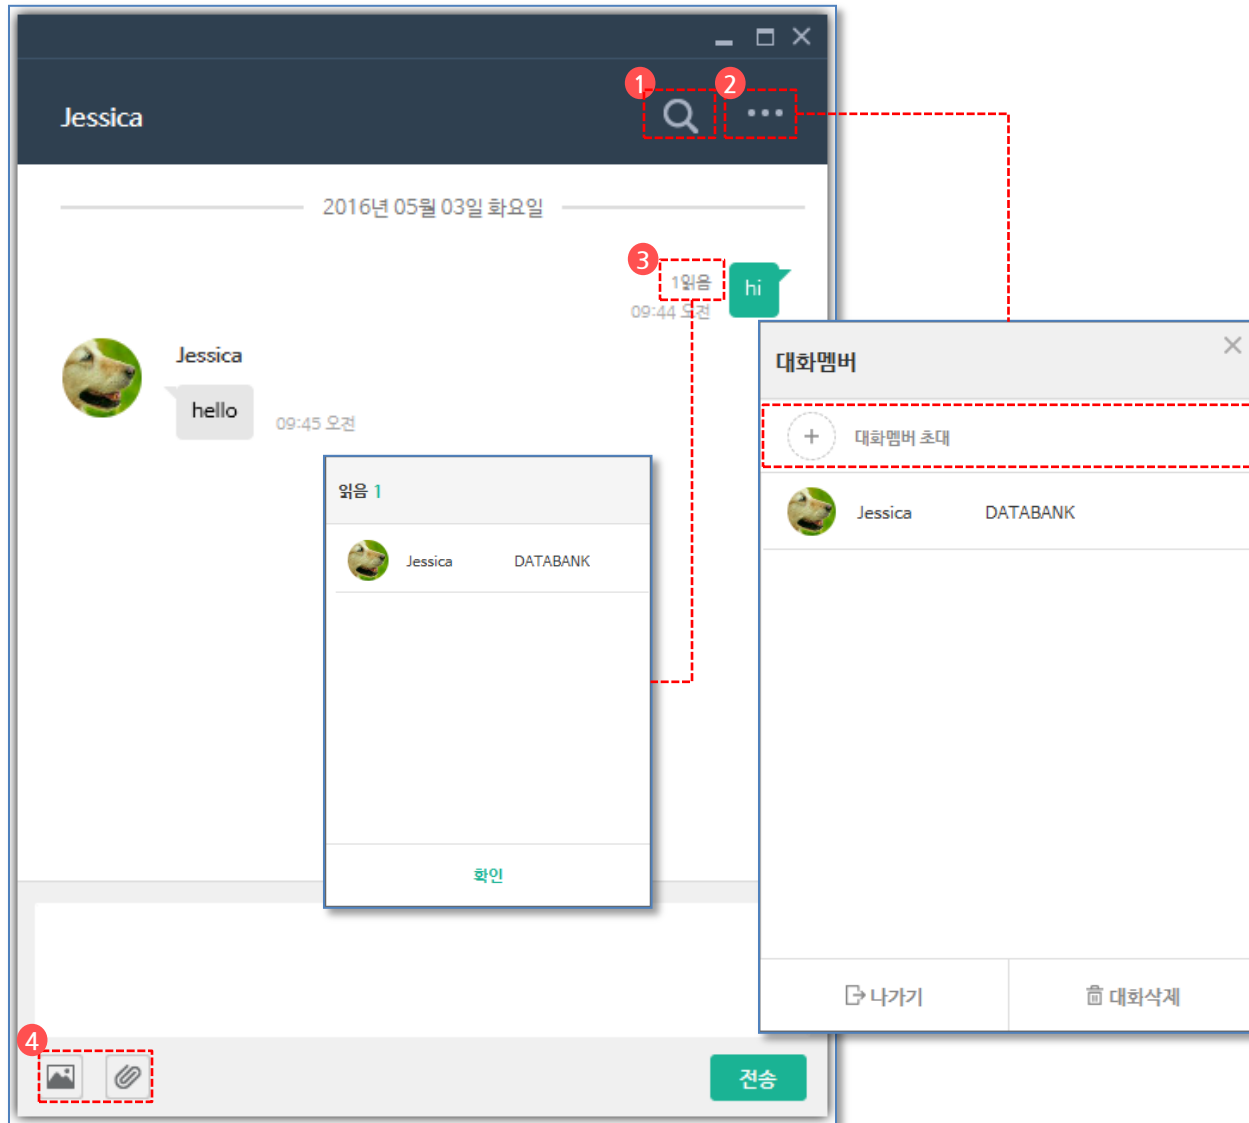 1
2
Jessica
2016년 05월 03일 화요일
3
1읽음
hi
09:44 오전
Jessica
hello
09:45 오전
읽음 1
Jessica DATABANK
확인
대화멤버
대화멤버 초대
Jessica DATABANK
나가기
대화삭제
4
전송